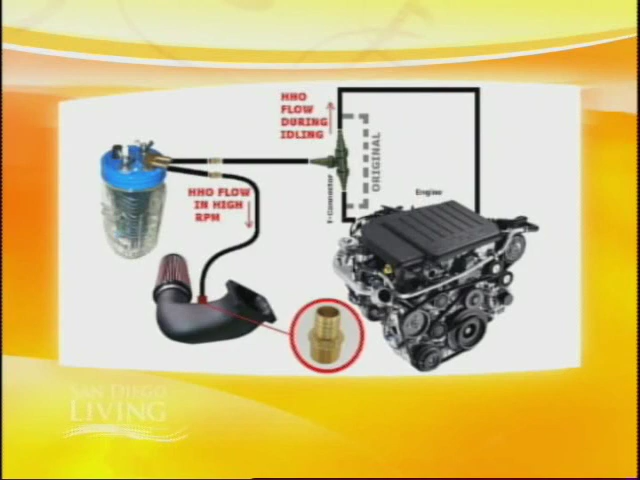 HHO
FLOW
DURING
IDLING
ORIGINAL
T-Connector
Engine
HHO FLOW
IN HIGH
RPM
SAN DIEGO
LIVING